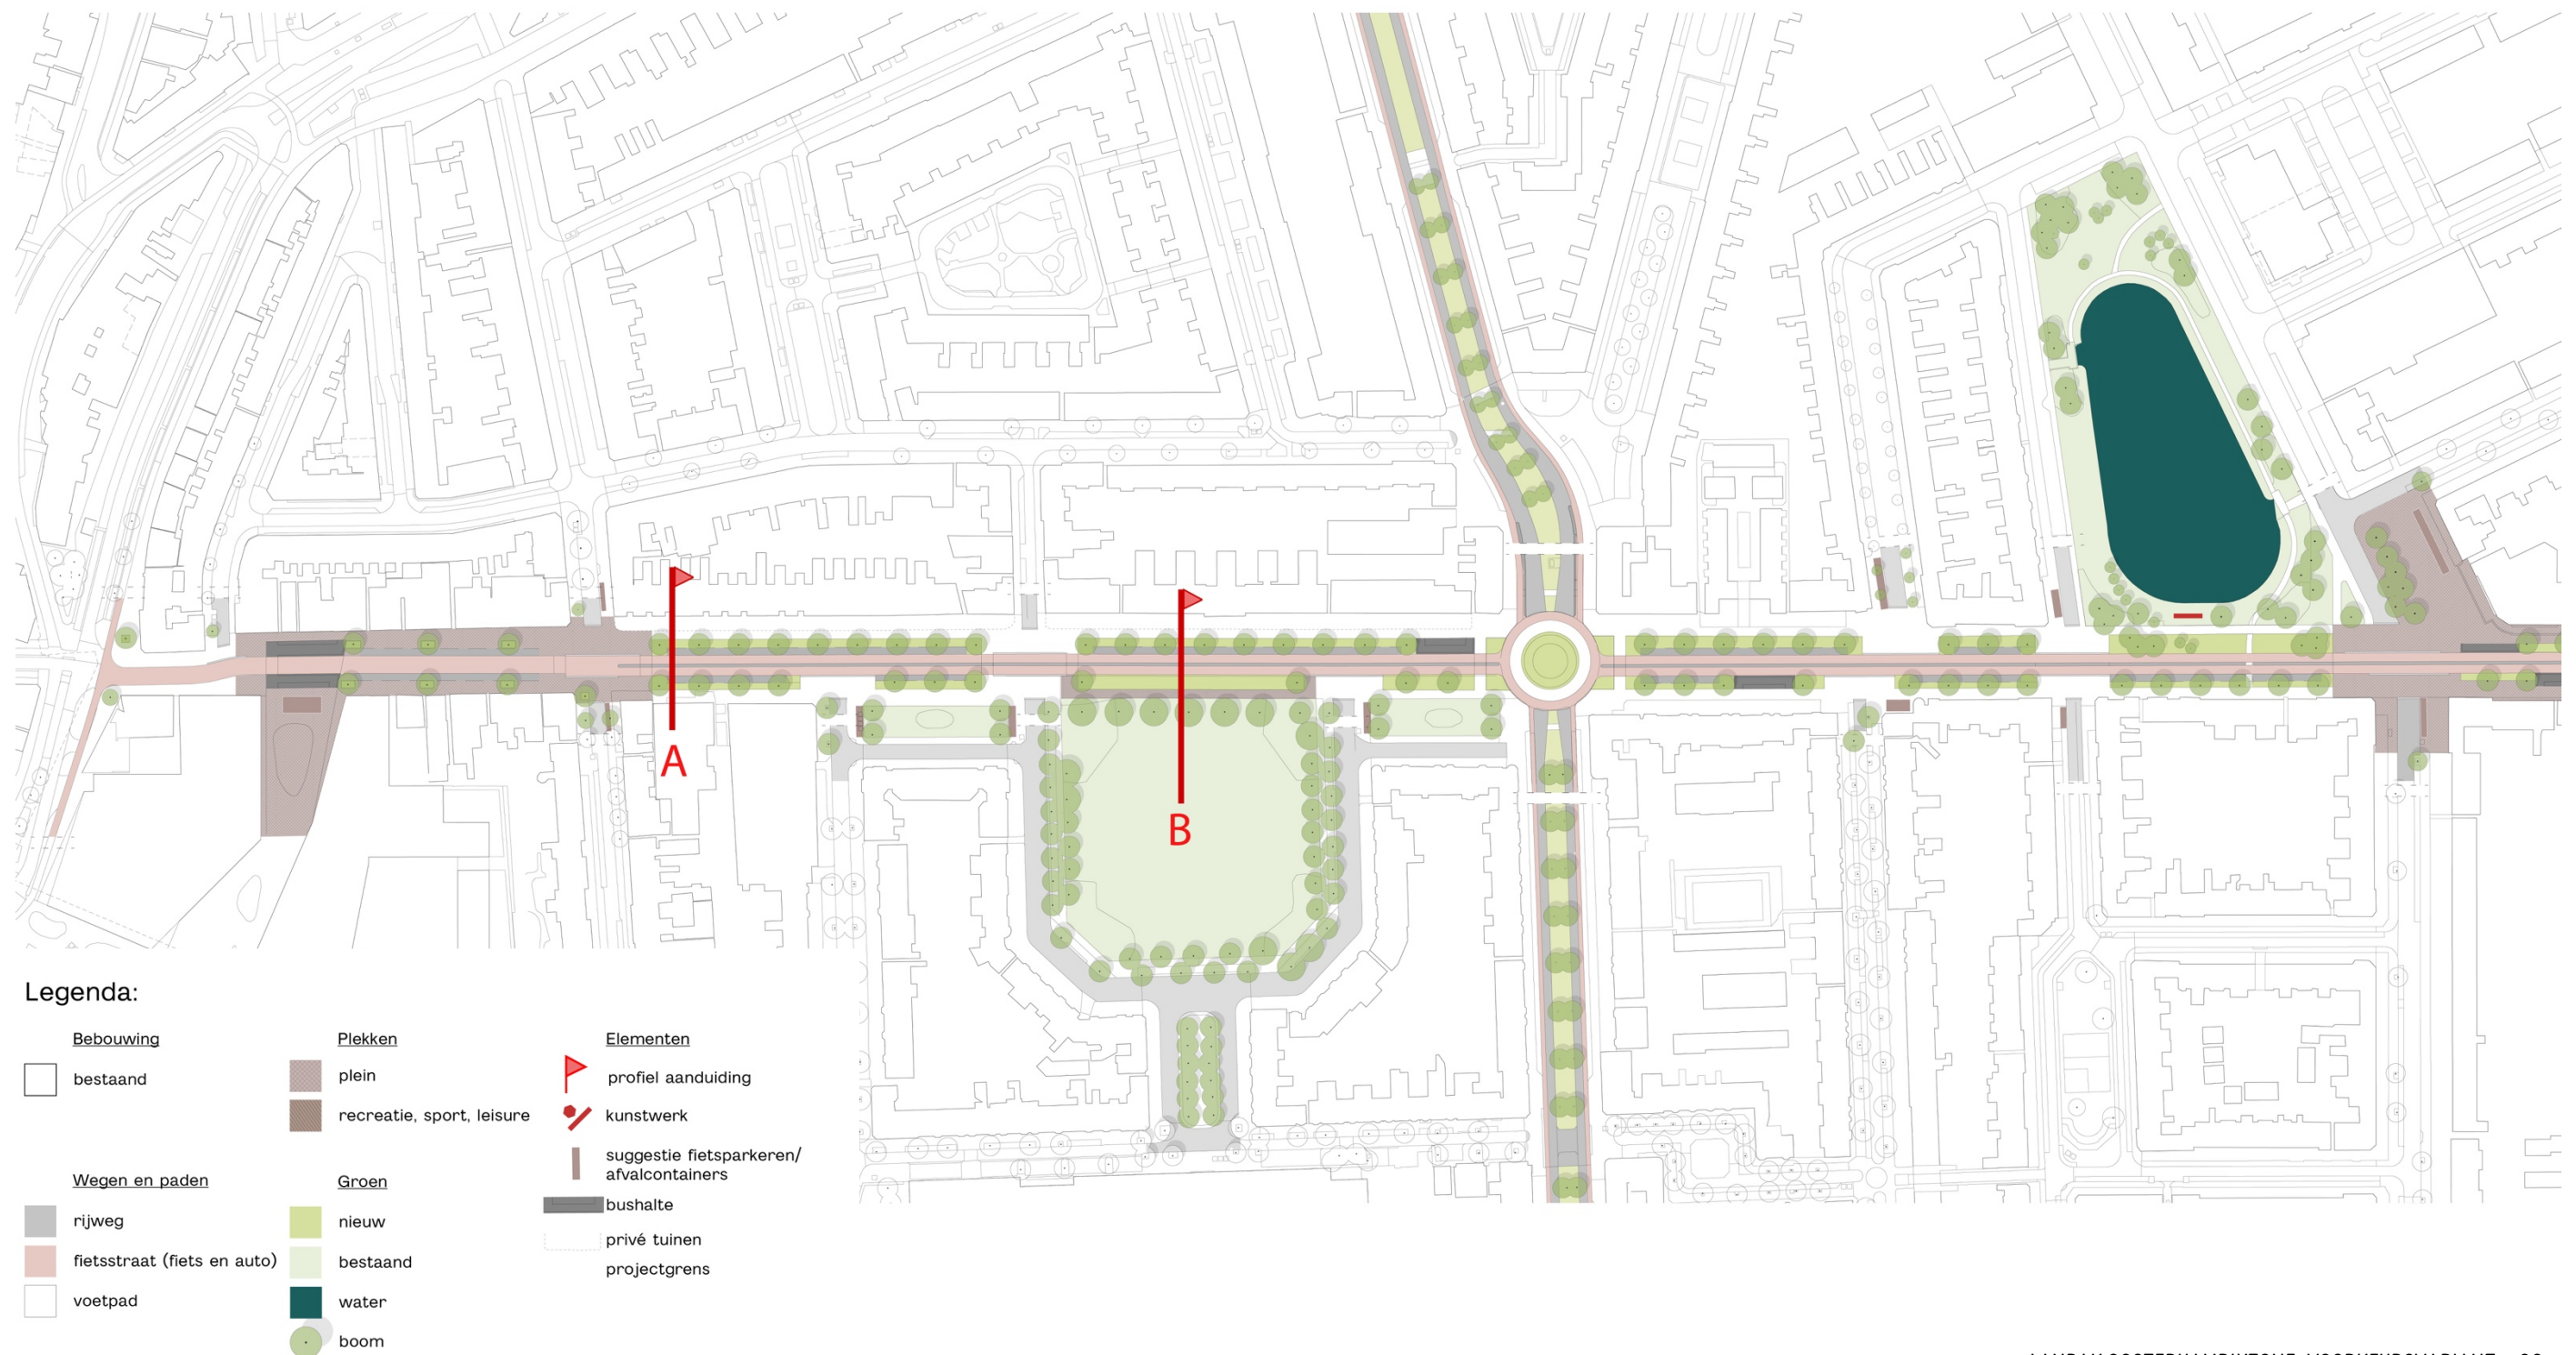 A
B
Legenda:
Bebouwing
bestaand
Wegen en paden
rijweg
fietsstraat (fiets en auto)
voetpad
Plekken
plein
recreatie, sport, leisure
Groen
nieuw
bestaand
water
boom
Elementen
profiel aanduiding
kunstwerk
suggestie fietsparkeren/
afvalcontainers
bushalte
privé tuinen
projectgrens